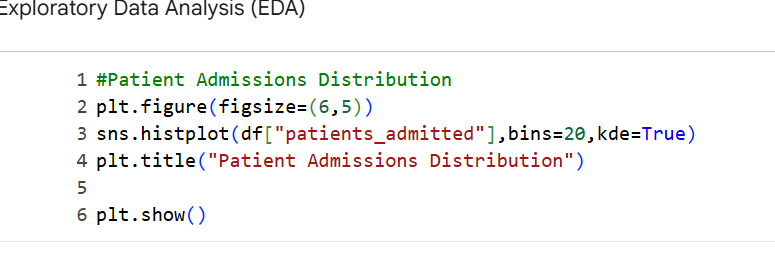 Exploratory Data Analysis (EDA)
1 #Patient Admissions Distribution
2 plt.figure(figsize=(6,5))
3 sns.histplot(df["patients_admitted"],bins=20,kde=True)
4 plt.title("Patient Admissions Distribution")
5
6 plt.show()